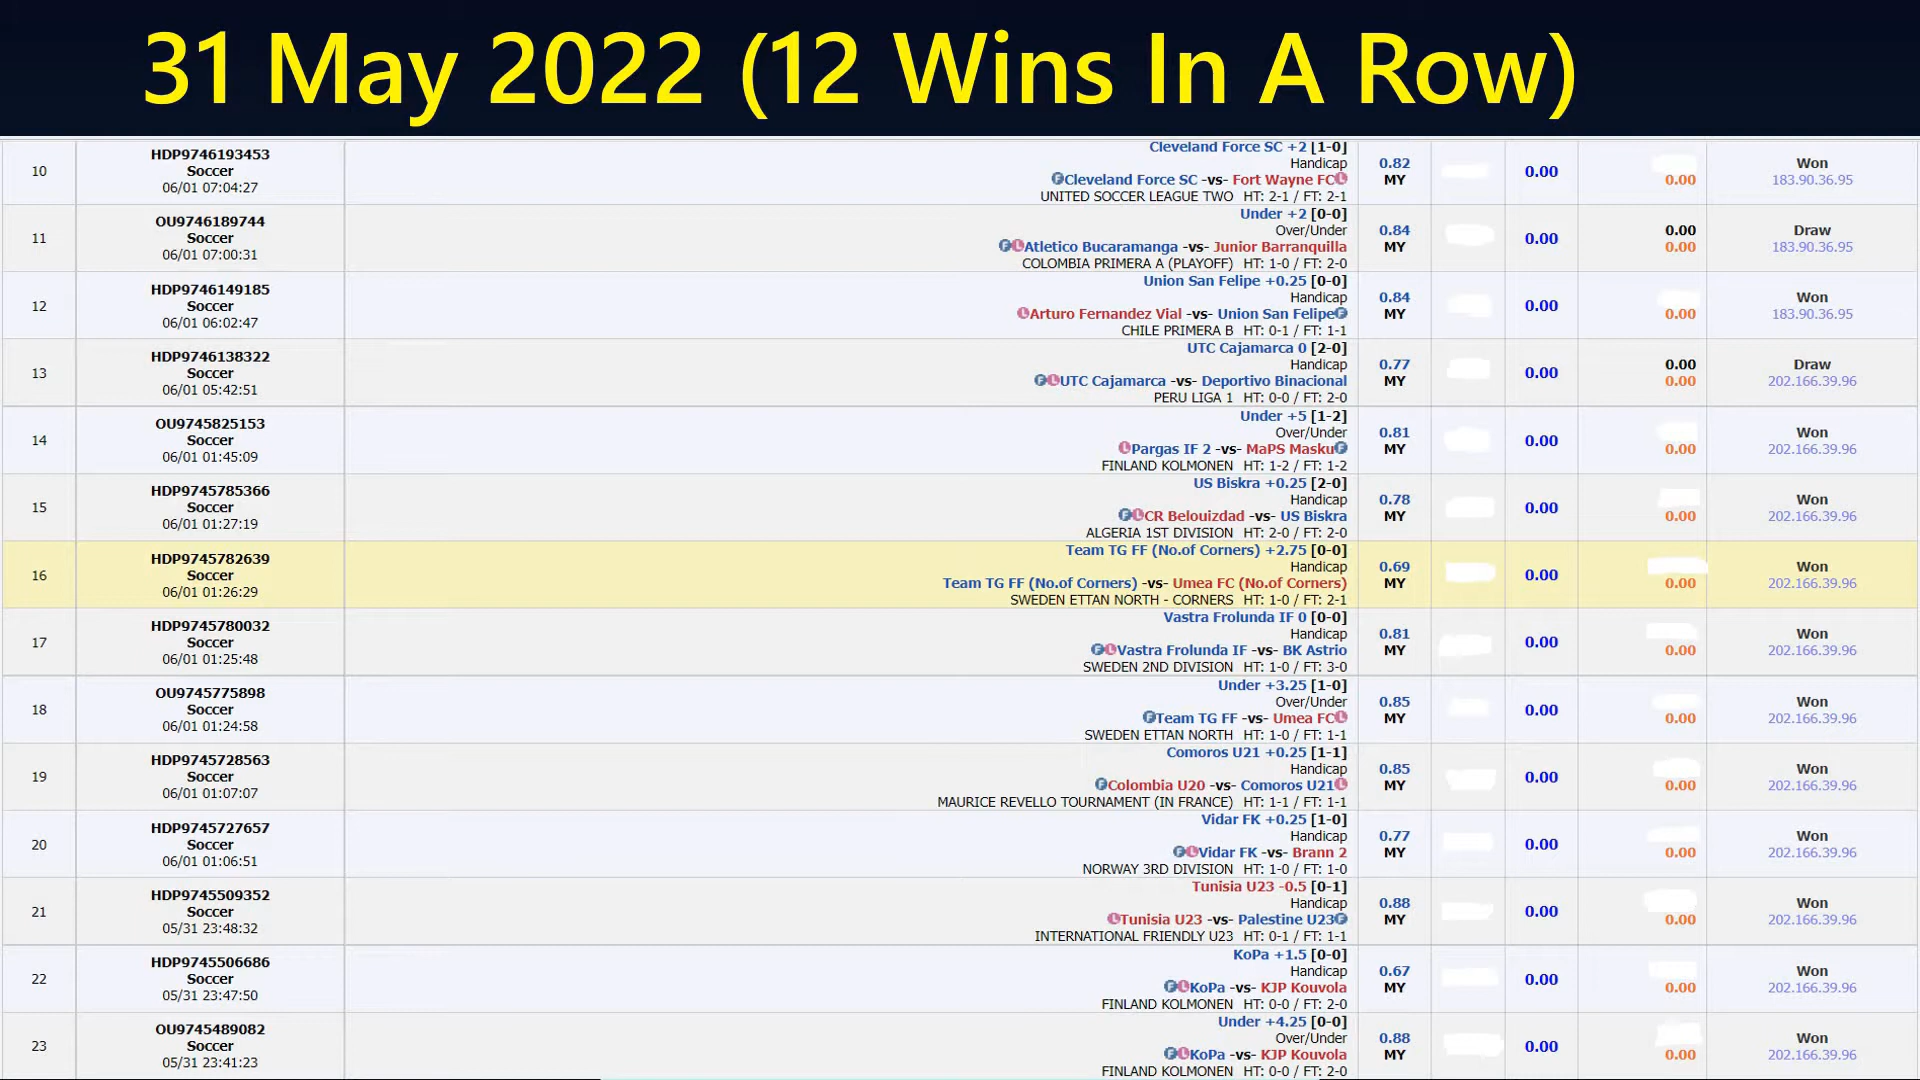 31 May 2022 (12 Wins In A Row)
10
HDP9746193453
Soccer
06/01 07:04:27
Cleveland Force SC +2 [1-0]
Handicap
F Cleveland Force SC -vs- Fort Wayne FC L
UNITED SOCCER LEAGUE TWO HT: 2-1 / FT: 2-1
0.82
MY
0.00
0.00
Won
183.90.36.95
11
OU9746189744
Soccer
06/01 07:00:31
Under +2 [0-0]
Over/Under
F L Atletico Bucaramanga -vs- Junior Barranquilla
COLOMBIA PRIMERA A (PLAYOFF) HT: 1-0 / FT: 2-0
0.84
MY
0.00
0.00
0.00
Draw
183.90.36.95
12
HDP9746149185
Soccer
06/01 06:02:47
Union San Felipe +0.25 [0-0]
Handicap
L Arturo Fernandez Vial -vs- Union San Felipe F
CHILE PRIMERA B HT: 0-1 / FT: 1-1
0.84
MY
0.00
0.00
Won
183.90.36.95
13
HDP9746138322
Soccer
06/01 05:42:51
UTC Cajamarca 0 [2-0]
Handicap
F L UTC Cajamarca -vs- Deportivo Binacional
PERU LIGA 1 HT: 0-0 / FT: 2-0
0.77
MY
0.00
0.00
0.00
Draw
202.166.39.96
14
OU9745825153
Soccer
06/01 01:45:09
Under +5 [1-2]
Over/Under
L Pargas IF 2 -vs- MaPS Masku F
FINLAND KOLMONEN HT: 1-2 / FT: 1-2
0.81
MY
0.00
0.00
Won
202.166.39.96
15
HDP9745785366
Soccer
06/01 01:27:19
US Biskra +0.25 [2-0]
Handicap
F L CR Belouizdad -vs- US Biskra
ALGERIA 1ST DIVISION HT: 2-0 / FT: 2-0
0.78
MY
0.00
0.00
Won
202.166.39.96
16
HDP9745782639
Soccer
06/01 01:26:29
Team TG FF (No.of Corners) +2.75 [0-0]
Handicap
Team TG FF (No.of Corners) -vs- Umea FC (No.of Corners)
SWEDEN ETTAN NORTH - CORNERS HT: 1-0 / FT: 2-1
0.69
MY
0.00
0.00
Won
202.166.39.96
17
HDP9745780032
Soccer
06/01 01:25:48
Vastra Frolunda IF 0 [0-0]
Handicap
F L Vastra Frolunda IF -vs- BK Astrio
SWEDEN 2ND DIVISION HT: 1-0 / FT: 3-0
0.81
MY
0.00
0.00
Won
202.166.39.96
18
OU9745775898
Soccer
06/01 01:24:58
Under +3.25 [1-0]
Over/Under
F Team TG FF -vs- Umea FC L
SWEDEN ETTAN NORTH HT: 1-0 / FT: 1-1
0.85
MY
0.00
0.00
Won
202.166.39.96
19
HDP9745728563
Soccer
06/01 01:07:07
Comoros U21 +0.25 [1-1]
Handicap
F Colombia U20 -vs- Comoros U21 L
MAURICE REVELLO TOURNAMENT (IN FRANCE) HT: 1-1 / FT: 1-1
0.85
MY
0.00
0.00
Won
202.166.39.96
20
HDP9745727657
Soccer
06/01 01:06:51
Vidar FK +0.25 [1-0]
Handicap
F L Vidar FK -vs- Brann 2
NORWAY 3RD DIVISION HT: 1-0 / FT: 1-0
0.77
MY
0.00
0.00
Won
202.166.39.96
21
HDP9745509352
Soccer
05/31 23:48:32
Tunisia U23 -0.5 [0-1]
Handicap
L Tunisia U23 -vs- Palestine U23 F
INTERNATIONAL FRIENDLY U23 HT: 0-1 / FT: 1-1
0.88
MY
0.00
0.00
Won
202.166.39.96
22
HDP9745506686
Soccer
05/31 23:47:50
KoPa +1.5 [0-0]
Handicap
F L KoPa -vs- KJP Kouvola
FINLAND KOLMONEN HT: 0-0 / FT: 2-0
0.67
MY
0.00
0.00
Won
202.166.39.96
23
OU9745489082
Soccer
05/31 23:41:23
Under +4.25 [0-0]
Over/Under
F L KoPa -vs- KJP Kouvola
FINLAND KOLMONEN HT: 0-0 / FT: 2-0
0.88
MY
0.00
0.00
Won
202.166.39.96